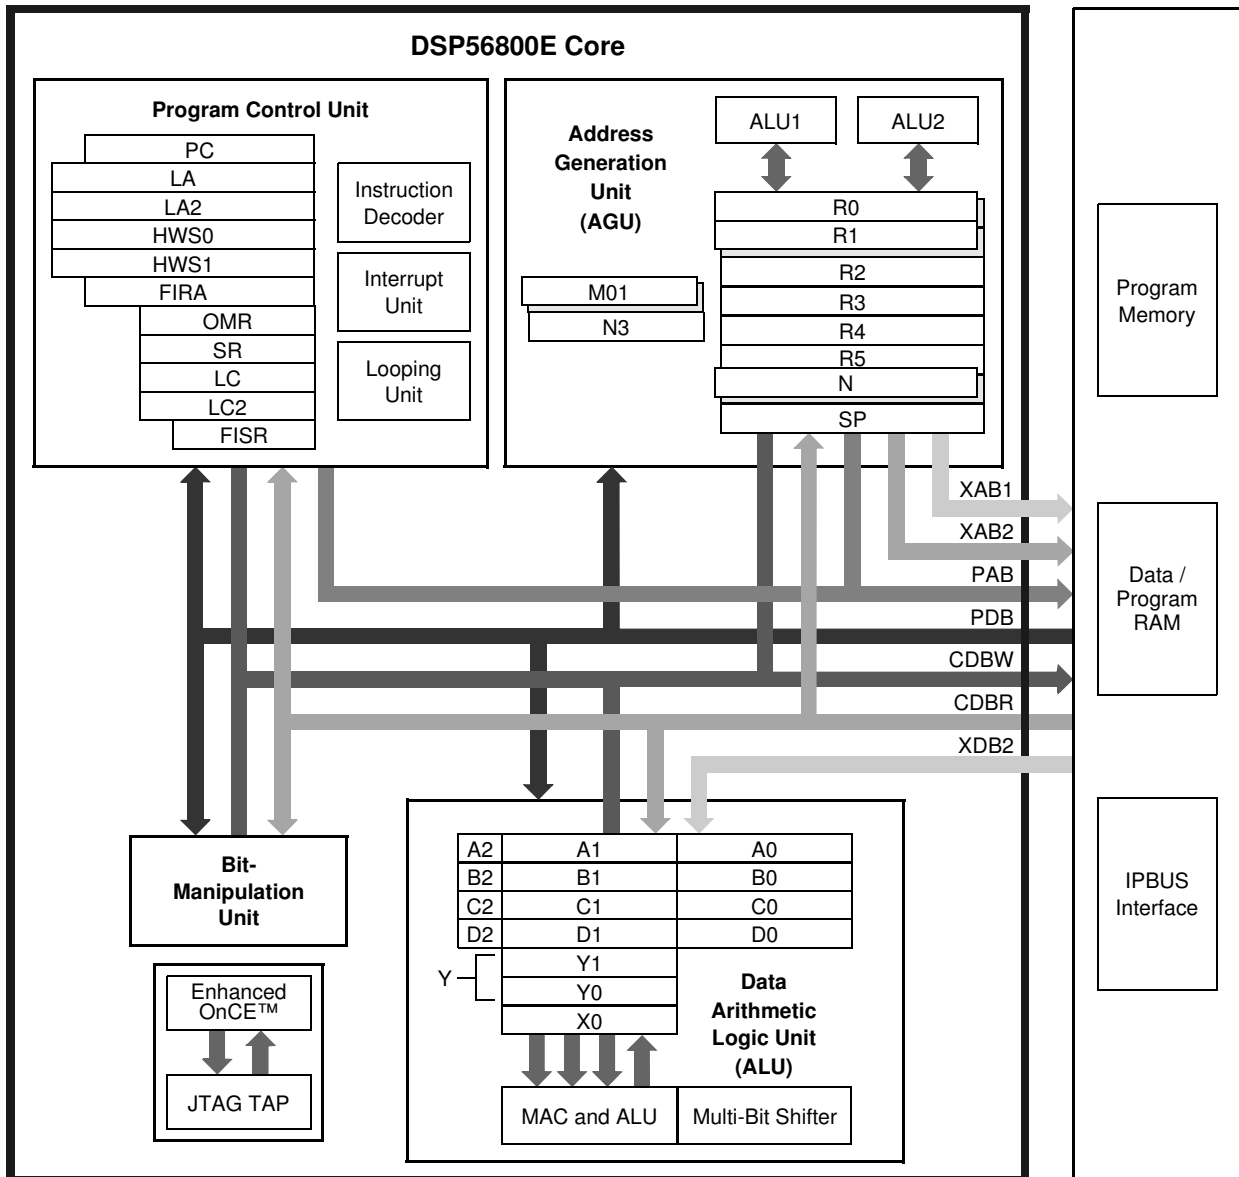 DSP56800E Core
Program Control Unit
PC
LA
LA2
HWS0
HWS1
FIRA
OMR
SR
LC
LC2
FISR
Instruction
Decoder
Interrupt
Unit
Looping
Unit
Address
Generation
Unit
(AGU)
ALU1
ALU2
R0
R1
R2
R3
R4
R5
N
SP
M01
N3
XAB1
XAB2
PAB
PDB
CDBW
CDBR
XDB2
Program
Memory
Data /
Program
RAM
IPBUS
Interface
Bit-
Manipulation
Unit
Enhanced
OnCE™
JTAG TAP
A2 A1 A0
B2 B1 B0
C2 C1 C0
D2 D1 D0
Y
Y1
Y0
X0
Data
Arithmetic
Logic Unit
(ALU)
MAC and ALU
Multi-Bit Shifter